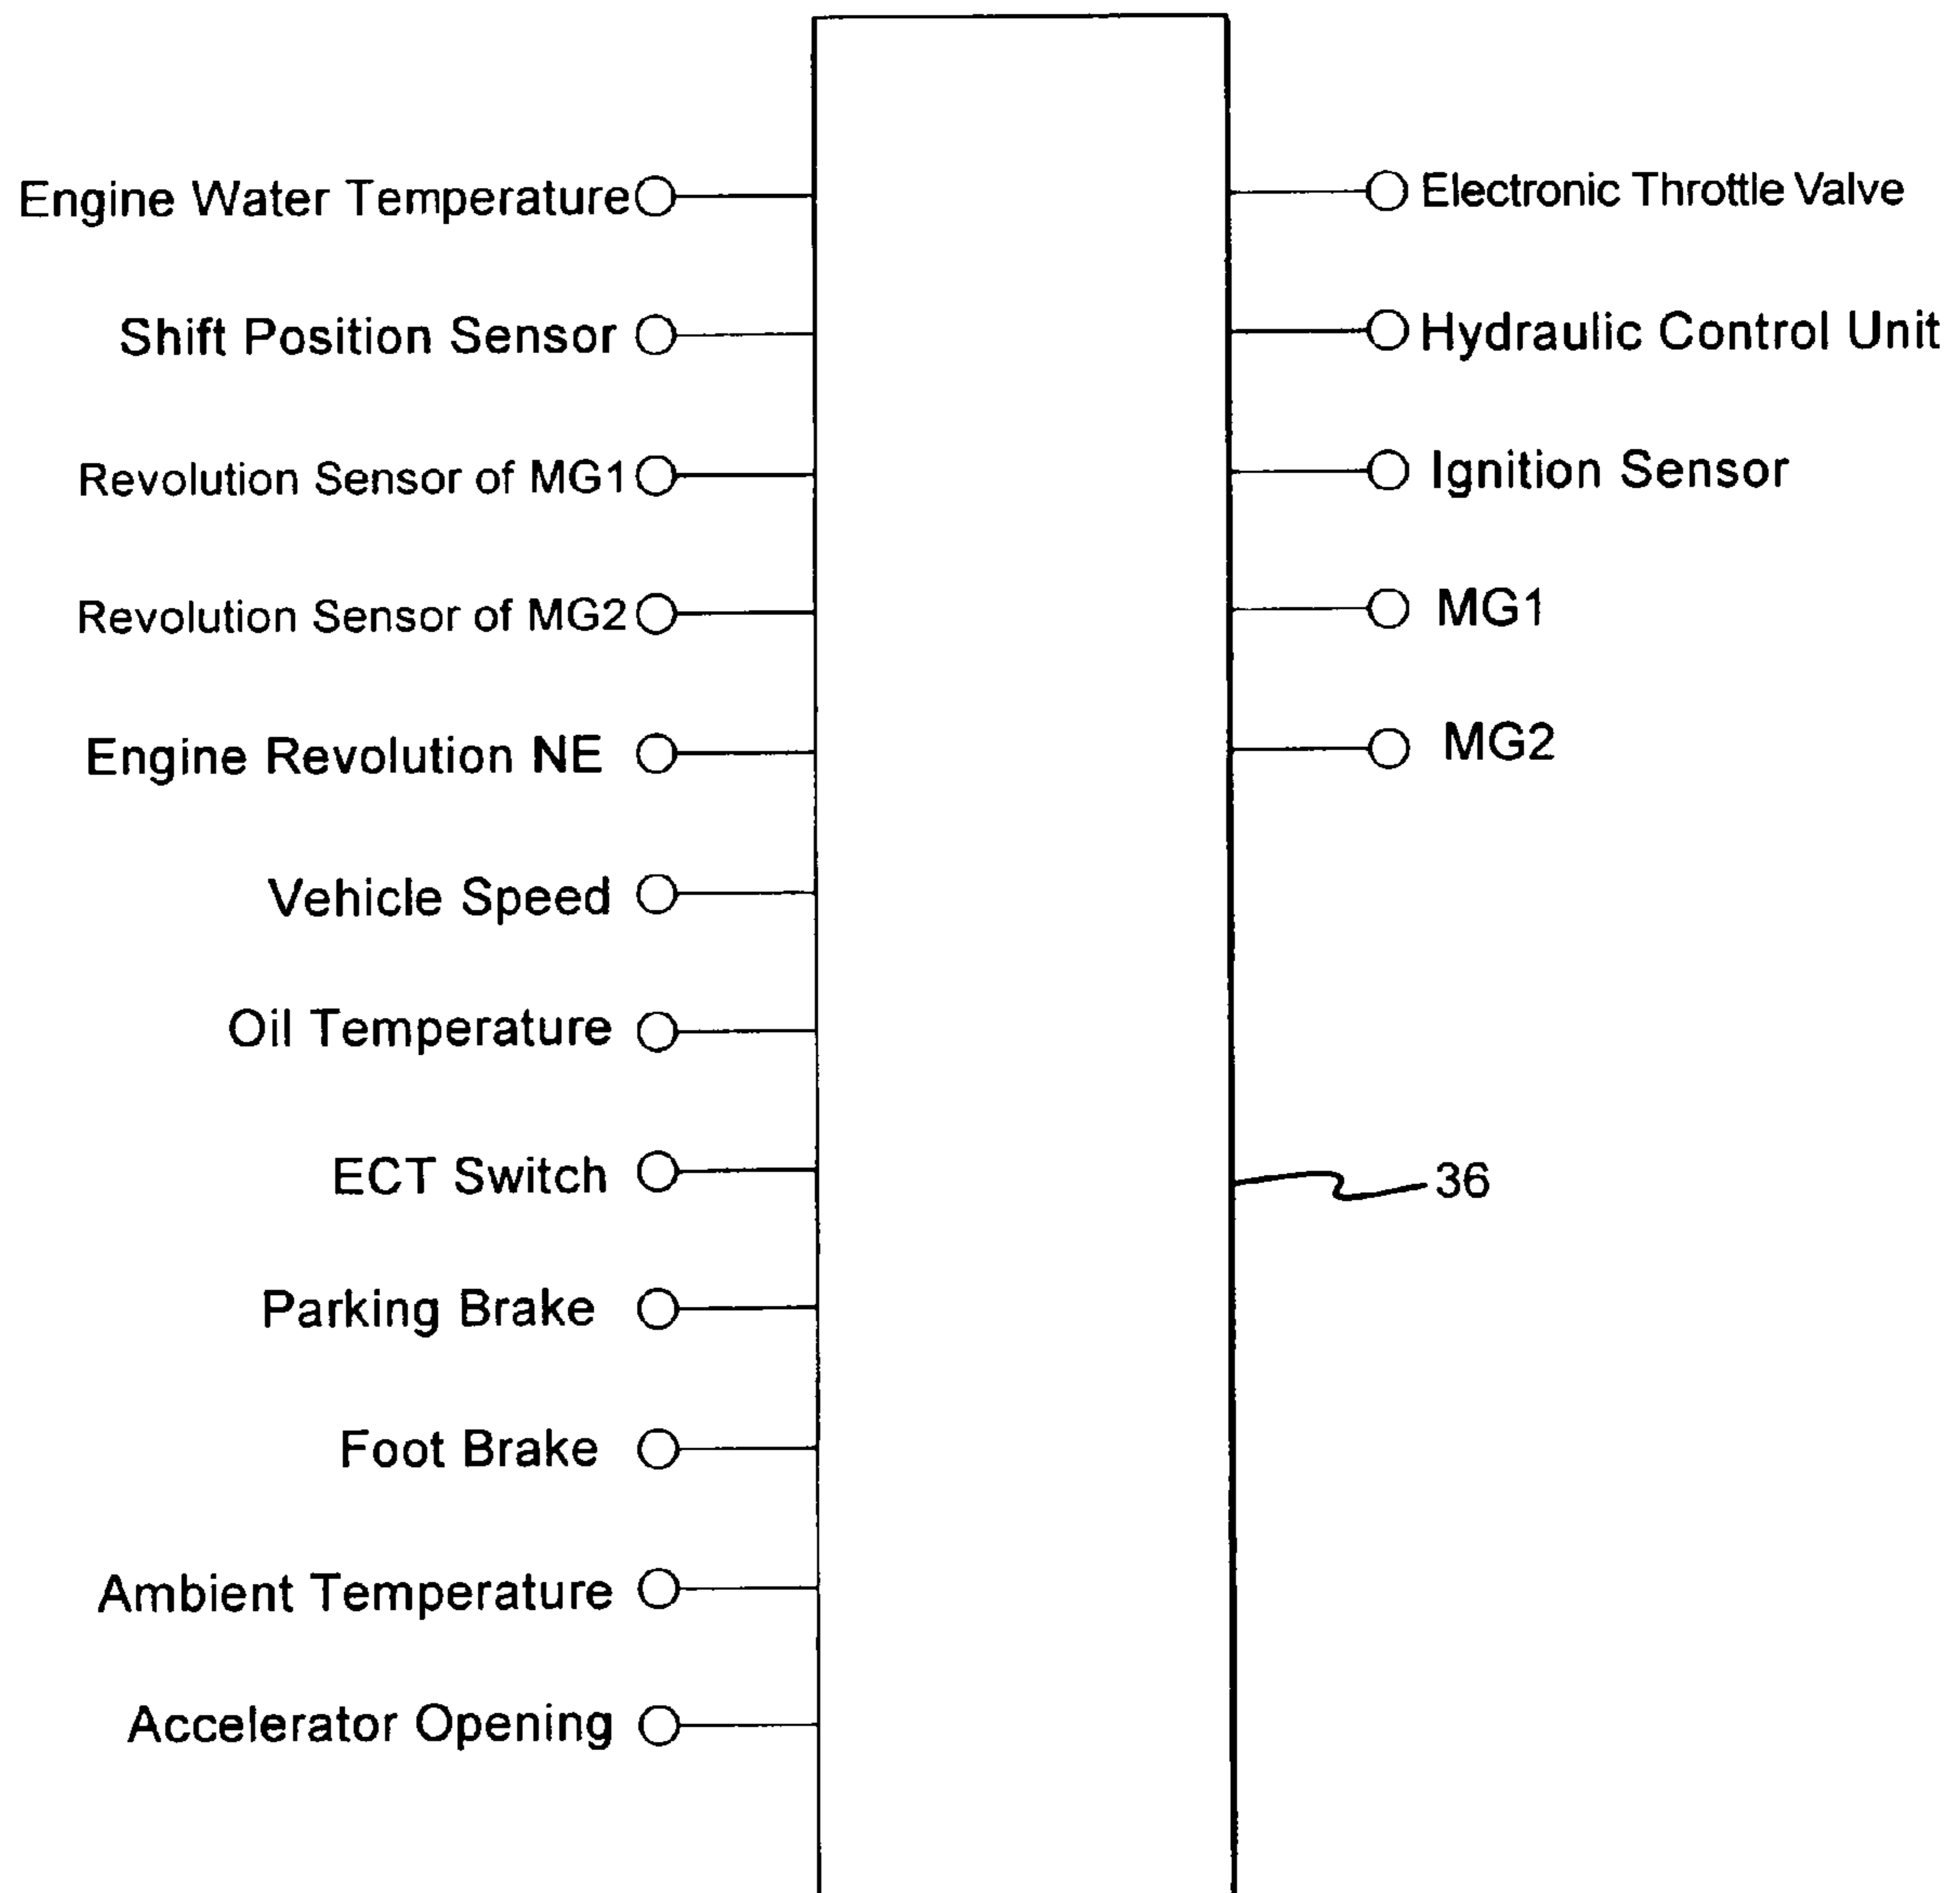 Engine Water Temperature
Shift Position Sensor
Revolution Sensor of MG1
Revolution Sensor of MG2
Engine Revolution NE
Vehicle Speed
Oil Temperature
ECT Switch
Parking Brake
Foot Brake
Ambient Temperature
Accelerator Opening
Electronic Throttle Valve
Hydraulic Control Unit
Ignition Sensor
MG1
MG2
36